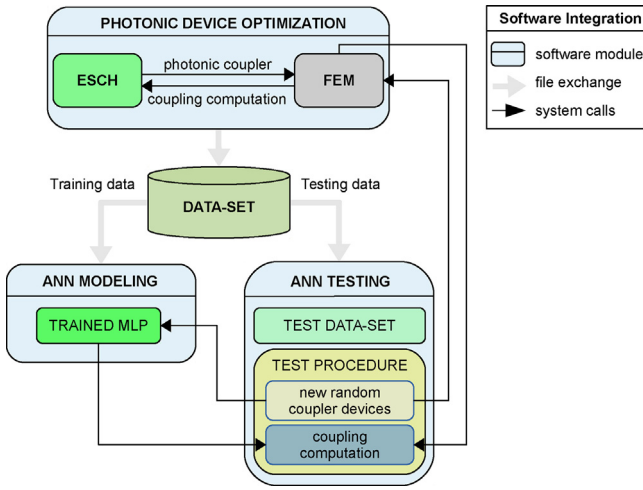 PHOTONIC DEVICE OPTIMIZATION
ESCH
photonic coupler
coupling computation
FEM
Software Integration
software module
file exchange
system calls
Training data
Testing data
DATA-SET
ANN MODELING
TRAINED MLP
ANN TESTING
TEST DATA-SET
TEST PROCEDURE
new random
coupler devices
coupling
computation